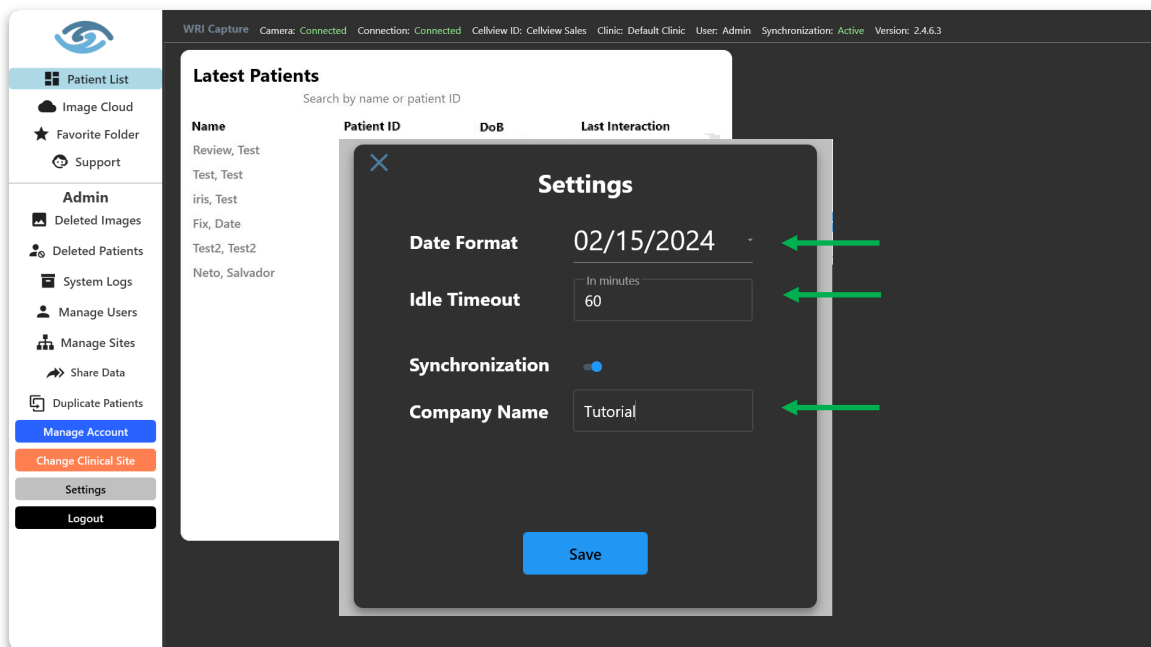 WRI Capture Camera: Connected Connection: Connected Cellview ID: Cellview Sales Clinic: Default Clinic User: Admin Synchronization: Active Version: 2.4.6.3
Patient List
Image Cloud
Favorite Folder
Support
Admin
Deleted Images
Deleted Patients
System Logs
Manage Users
Manage Sites
Share Data
Duplicate Patients
Manage Account
Change Clinical Site
Settings
Logout
Latest Patients
Search by name or patient ID
Name Patient ID DoB Last Interaction
Review, Test
Test, Test
iris, Test
Fix, Date
Test2, Test2
Neto, Salvador
Settings
Date Format 02/15/2024
In minutes
Idle Timeout 60
Synchronization
Company Name Tutorial
Save